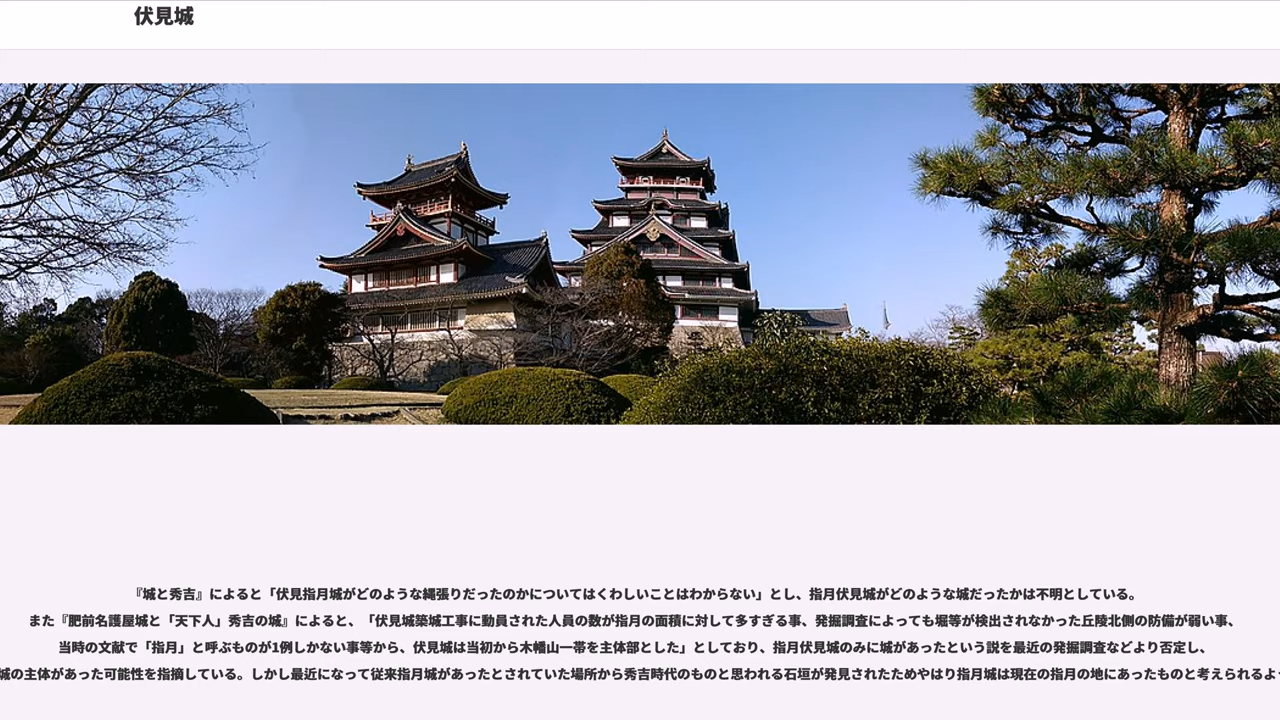 伏見城
『城と秀吉』によると「伏見指月城がどのような縄張りだったのかについてはくわしいことはわからない」とし、指月伏見城がどのような城だったかは不明としている。
また『肥前名護屋城と「天下人」秀吉の城』によると、「伏見城築城工事に動員された人員の数が指月の面積に対して多すぎる事、発掘調査によっても堀等が検出されなかった丘陵北側の防備が弱い事、
当時の文献で「指月」と呼ぶものが1例しかない事等から、伏見城は当初から木幡山一帯を主体部とした」としており、指月伏見城のみに城があったという説を最近の発掘調査などより否定し、
城の主体があった可能性を指摘している。しかし最近になって従来指月城があったとされていた場所から秀吉時代のものと思われる石垣が発見されたためやはり指月城は現在の指月の地にあったものと考えられるよ